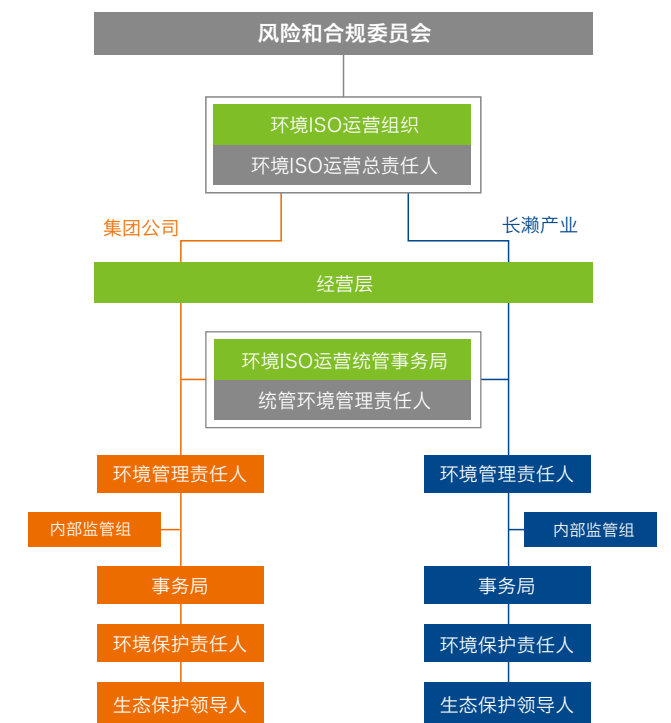 风险和合规委员会
环境ISO运营组织
环境ISO运营总责任人
集团公司
长濑产业
经营层
环境ISO运营统管事务局
统管环境管理责任人
环境管理责任人
环境管理责任人
内部监管组
内部监管组
事务局
事务局
环境保护责任人
环境保护责任人
生态保护领导人
生态保护领导人